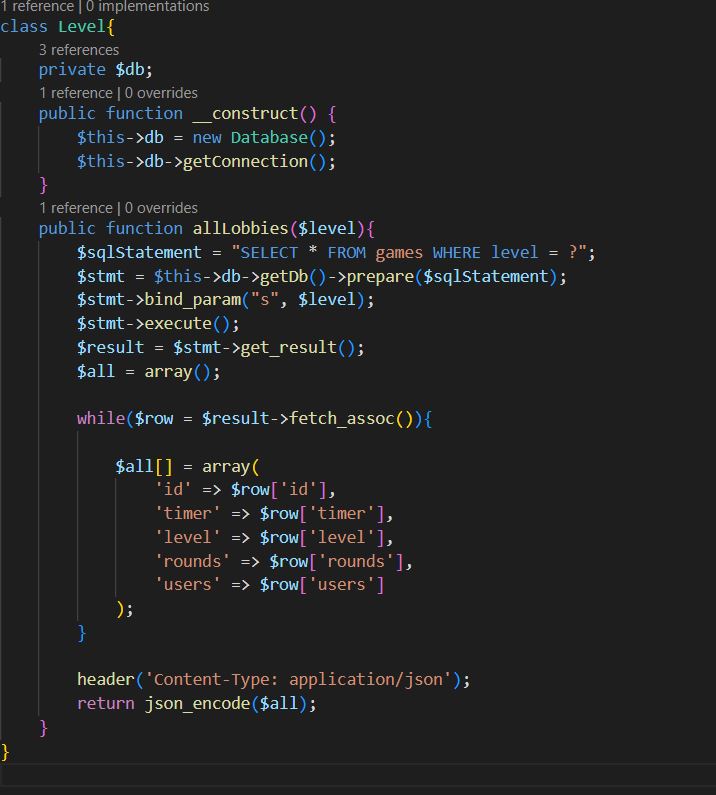 1 reference | 0 implementations
class Level{
3 references
private $db;
1 reference | 0 overrides
public function __construct() {
$this->db = new Database();
$this->db->getConnection();
}
1 reference | 0 overrides
public function allLobbies($level){
$sqlStatement = "SELECT * FROM games WHERE level = ?";
$stmt = $this->db->getDb()->prepare($sqlStatement);
$stmt->bind_param("s", $level);
$stmt->execute();
$result = $stmt->get_result();
$all = array();
while($row = $result->fetch_assoc()){
$all[] = array(
'id' => $row['id'],
'timer' => $row['timer'],
'level' => $row['level'],
'rounds' => $row['rounds'],
'users' => $row['users']
);
}
header('Content-Type: application/json');
return json_encode($all);
}
}